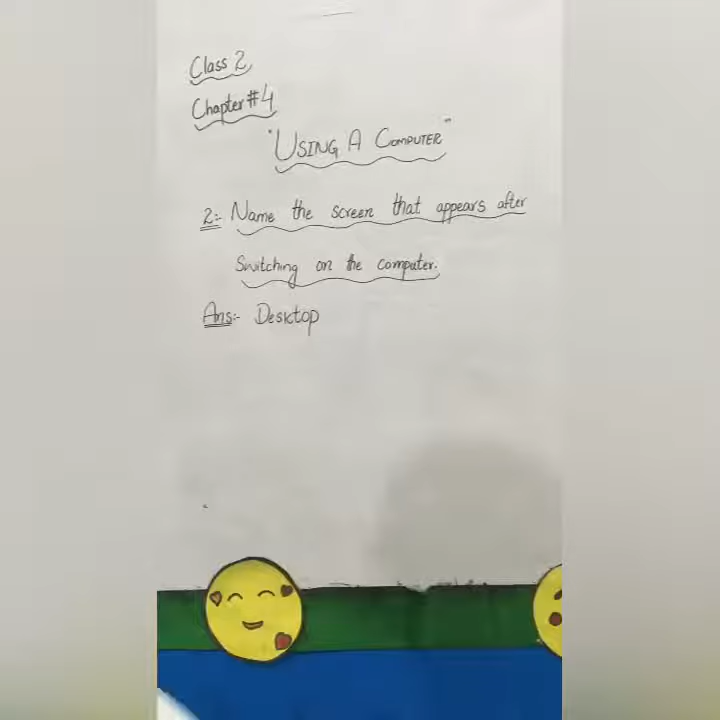 Class 2
Chapter #4
"USING A COMPUTER"
2:- Name the screen that appears after
Switching on the computer.
Ans:- Desktop